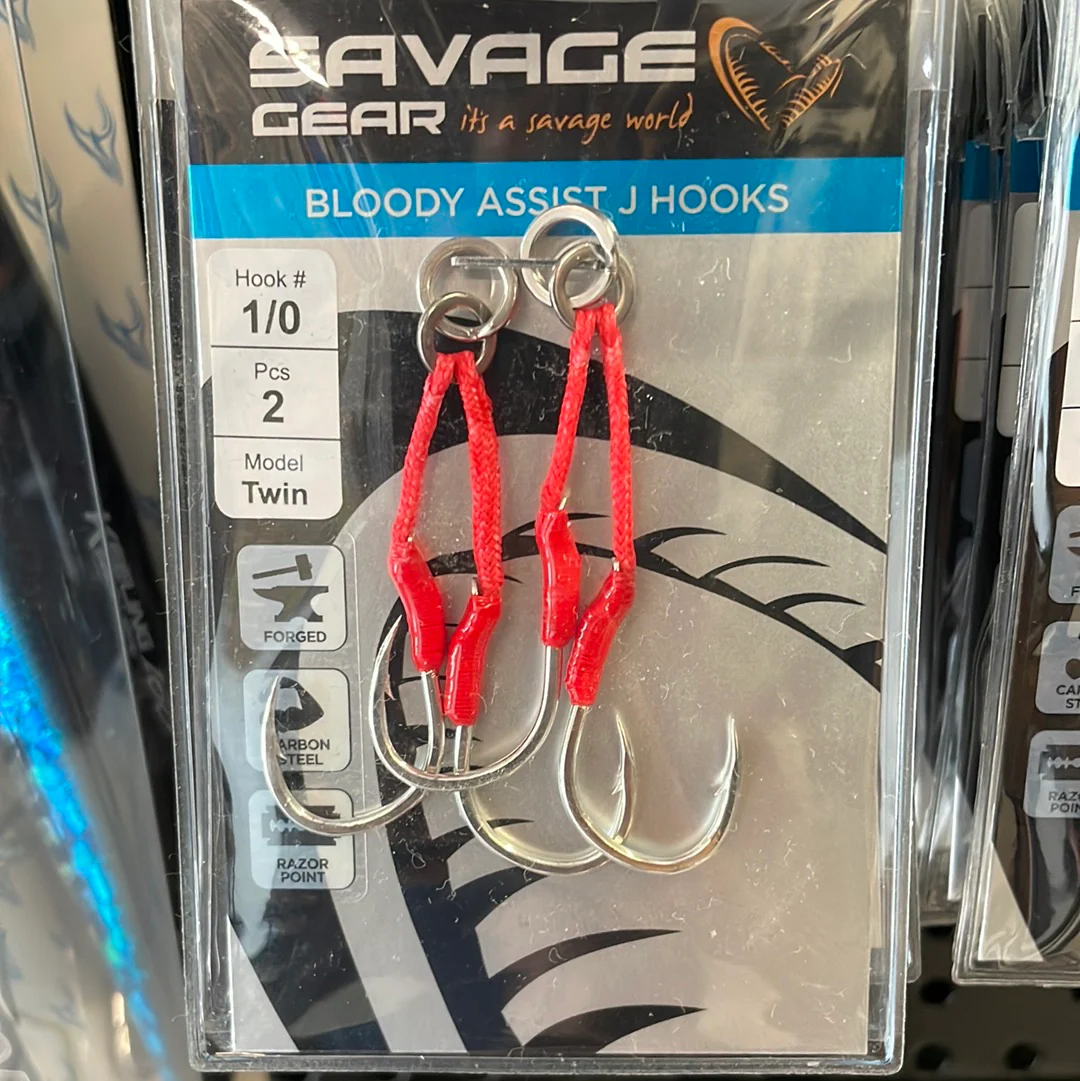 SAVAGE
GEAR it's a savage world
BLOODY ASSIST J HOOKS
Hook #
1/0
Pcs
2
Model
Twin
FORGED
CARBON
STEEL
RAZOR
POINT